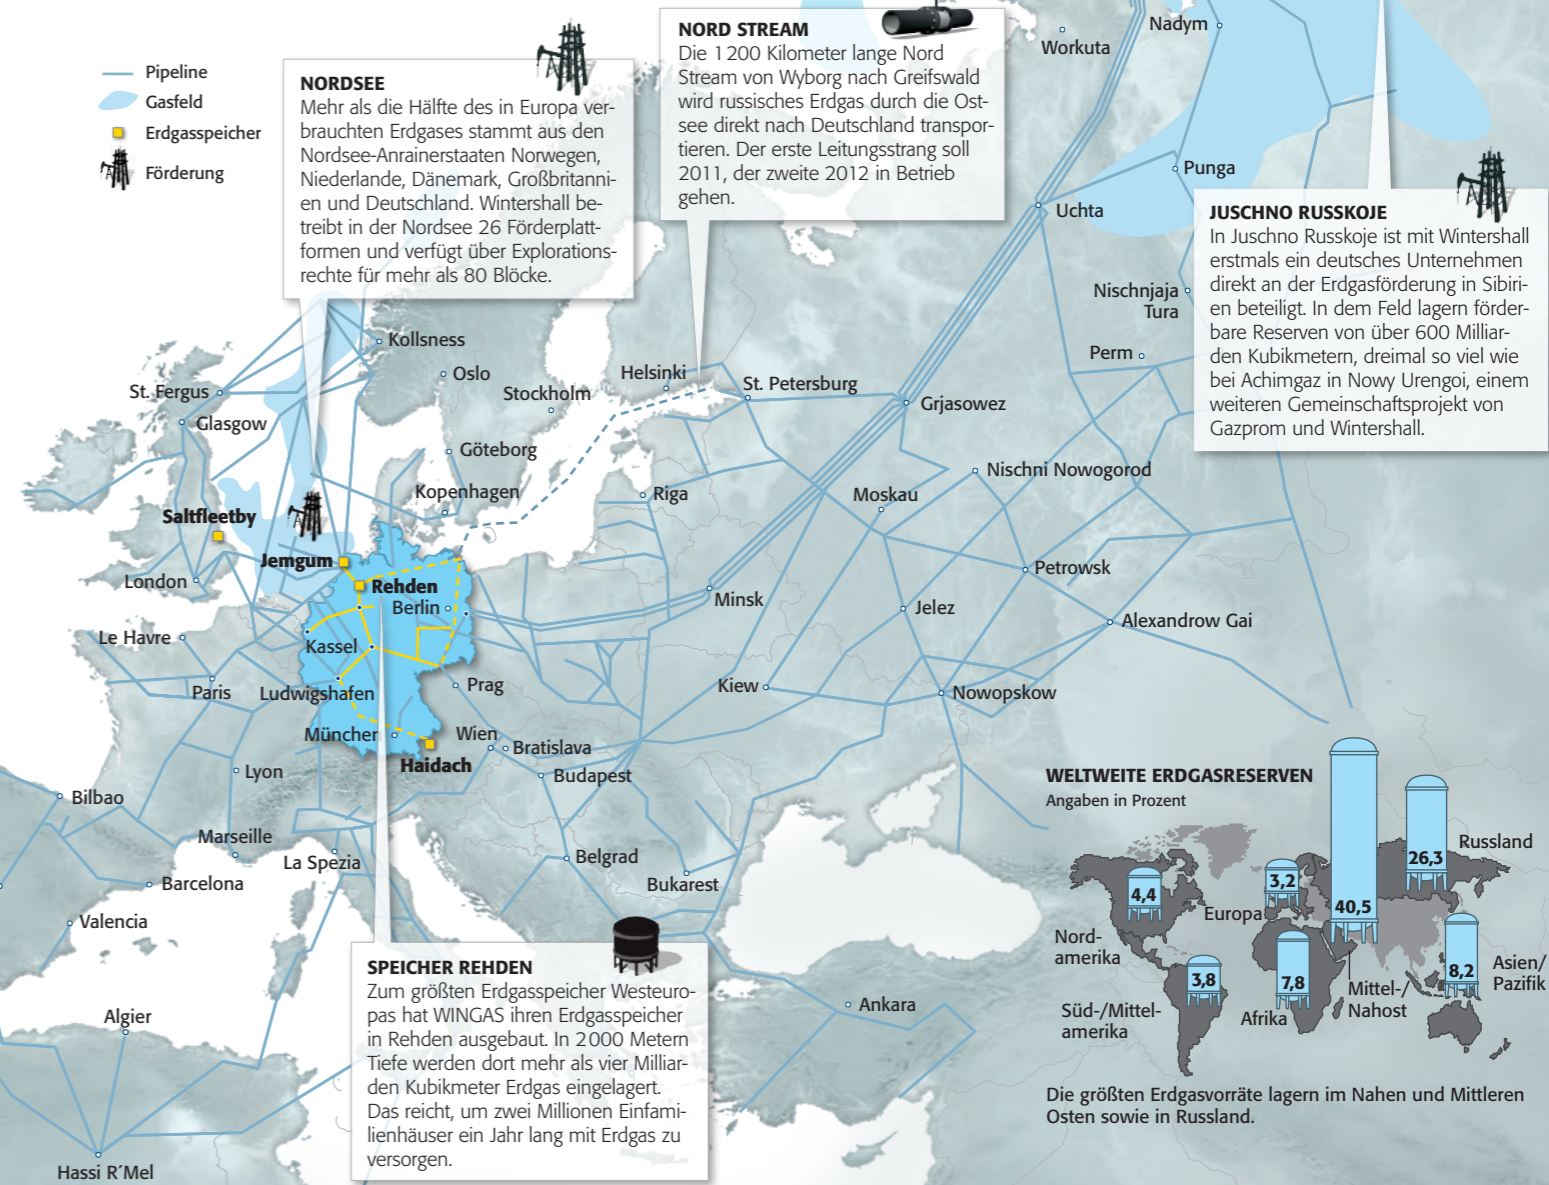 Pipeline
Gasfeld
Erdgasspeicher
Förderung
NORDSEE
Mehr als die Hälfte des in Europa ver-
brauchten Erdgases stammt aus den
Nordsee-Anrainerstaaten Norwegen,
Niederlande, Dänemark, Großbritanni-
en und Deutschland. Wintershall be-
treibt in der Nordsee 26 Förderplatt-
formen und verfügt über Explorations-
rechte für mehr als 80 Blöcke.
NORD STREAM
Die 1200 Kilometer lange Nord
Stream von Wyborg nach Greifswald
wird russisches Erdgas durch die Ost-
see direkt nach Deutschland transpor-
tieren. Der erste Leitungsstrang soll
2011, der zweite 2012 in Betrieb
gehen.
JUSCHNO RUSSKOJE
In Juschno Russkoje ist mit Wintershall
erstmals ein deutsches Unternehmen
direkt an der Erdgasförderung in Sibiri-
en beteiligt. In dem Feld lagern förder-
bare Reserven von über 600 Milliar-
den Kubikmetern, dreimal so viel wie
bei Achimgaz in Nowy Urengoi, einem
weiteren Gemeinschaftsprojekt von
Gazprom und Wintershall.
Nadym
Workuta
Punga
Uchta
Nischnjaja
Tura
Perm
Kollsness
Oslo
Stockholm
Helsinki
St. Petersburg
Grjasowez
St. Fergus
Glasgow
Göteborg
Kopenhagen
Riga
Moskau
Nischni Nowogorod
Saltfleetby
Jemgum
Rehden
London
Berlin
Minsk
Jelez
Petrowsk
Alexandrow Gai
Le Havre
Kassel
Paris
Ludwigshafen
Prag
Kiew
Nowopskow
München
Wien
Bratislava
Haidach
Budapest
Lyon
Bilbao
Marseille
La Spezia
Belgrad
Bukarest
Barcelona
Valencia
Algier
Ankara
Hassi R´Mel
SPEICHER REHDEN
Zum größten Erdgasspeicher Westeuro-
pas hat WINGAS ihren Erdgasspeicher
in Rehden ausgebaut. In 2000 Metern
Tiefe werden dort mehr als vier Milliar-
den Kubikmeter Erdgas eingelagert.
Das reicht, um zwei Millionen Einfami-
lienhäuser ein Jahr lang mit Erdgas zu
versorgen.
WELTWEITE ERDGASRESERVEN
Angaben in Prozent
Russland
26,3
4,4
3,2
40,5
Europa
Nord-
amerika
3,8
7,8
8,2
Asien/
Pazifik
Mittel-/
Nahost
Süd-/Mittel-
amerika
Afrika
Die größten Erdgasvorräte lagern im Nahen und Mittleren
Osten sowie in Russland.